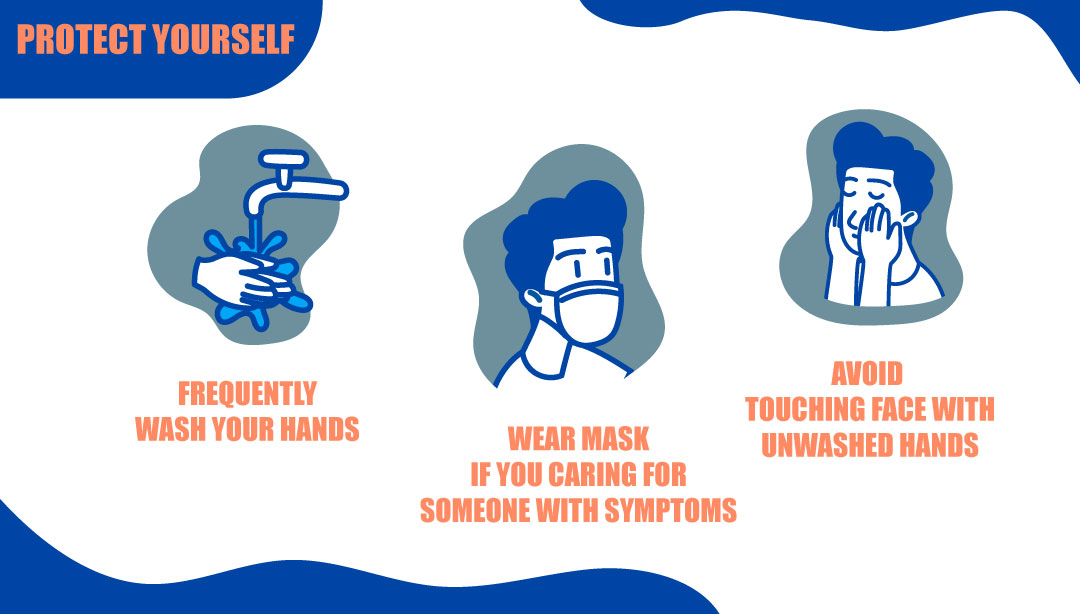 PROTECT YOURSELF
FREQUENTLY
WASH YOUR HANDS
WEAR MASK
IF YOU CARING FOR
SOMEONE WITH SYMPTOMS
AVOID
TOUCHING FACE WITH
UNWASHED HANDS